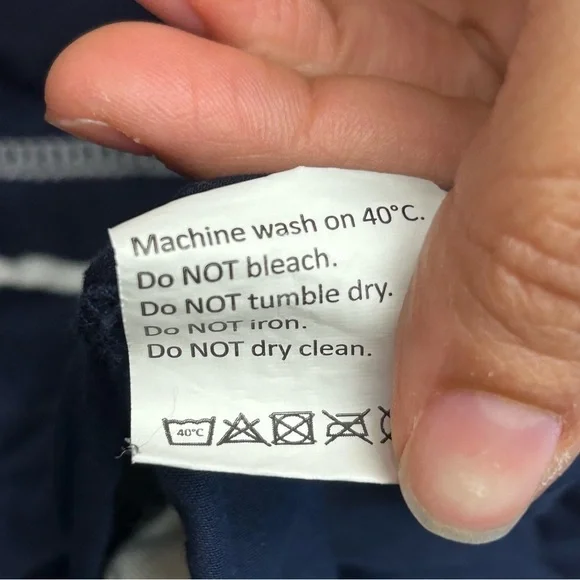 Machine wash on 40°C.
Do NOT bleach.
Do NOT tumble dry.
Do NOT iron.
Do NOT dry clean.
40°C